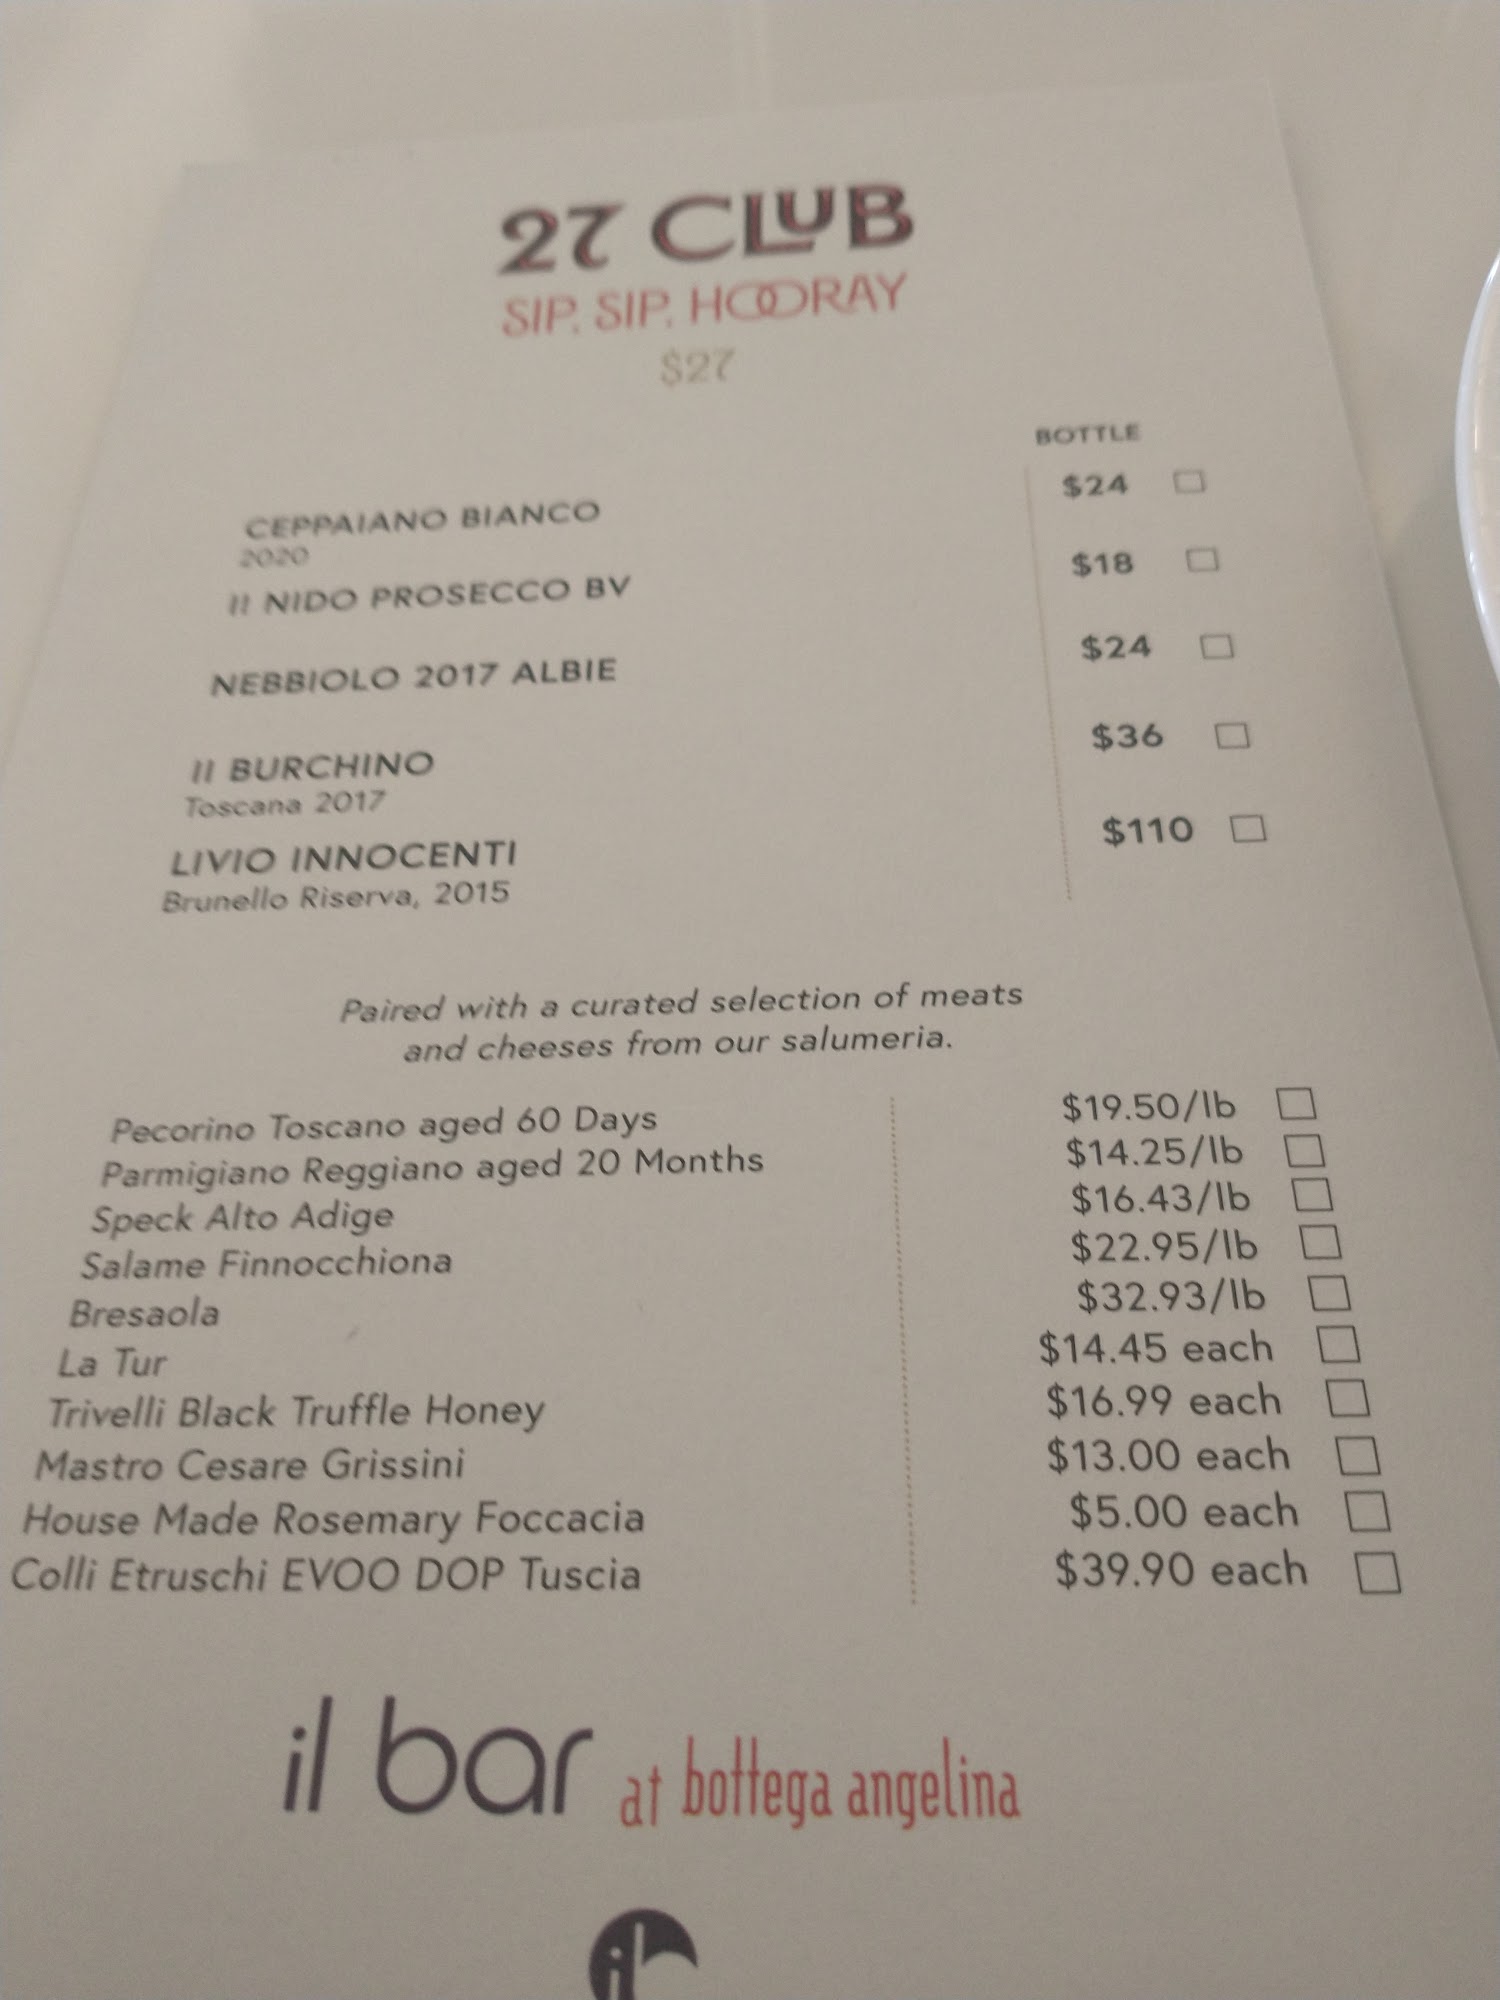 27 CLUB
SIP, SIP, HOORAY
$27
BOTTLE
CEPPAIANO BIANCO $24
2020
Il NIDO PROSECCO BV $18
NEBBIOLO 2017 ALBIE $24
Il BURCHINO $36
Toscana 2017
LIVIO INNOCENTI $110
Brunello Riserva, 2015
Paired with a curated selection of meats
and cheeses from our salumeria.
Pecorino Toscano aged 60 Days $19.50/lb
Parmigiano Reggiano aged 20 Months $14.25/lb
Speck Alto Adige $16.43/lb
Salame Finnocchiona $22.95/lb
Bresaola $32.93/lb
La Tur $14.45 each
Trivelli Black Truffle Honey $16.99 each
Mastro Cesare Grissini $13.00 each
House Made Rosemary Foccacia $5.00 each
Colli Etruschi EVOO DOP Tuscia $39.90 each
il bar at bottega angelina
il